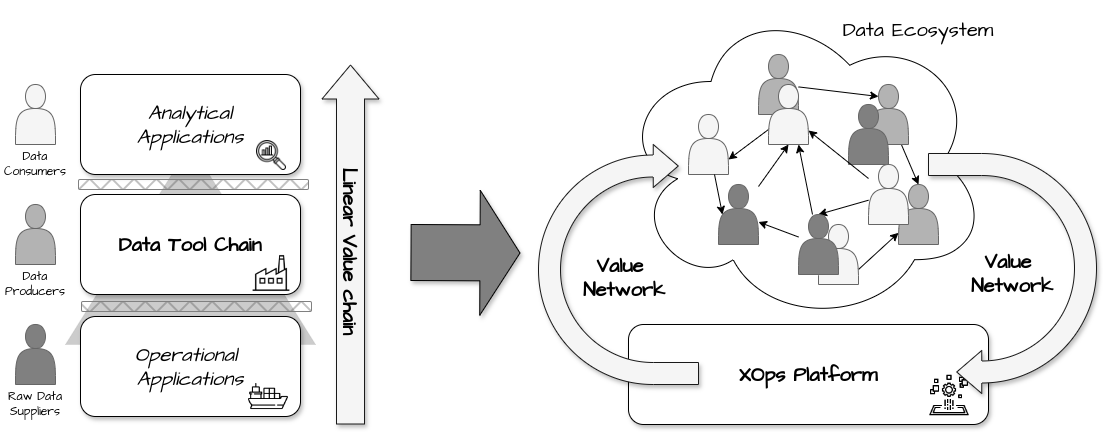 Data Ecosystem
Analytical
Applications
Data
Consumers
Data Tool Chain
Data
Producers
Operational
Applications
Raw Data
Suppliers
Linear Value chain
Value
Network
Value
Network
XOps Platform